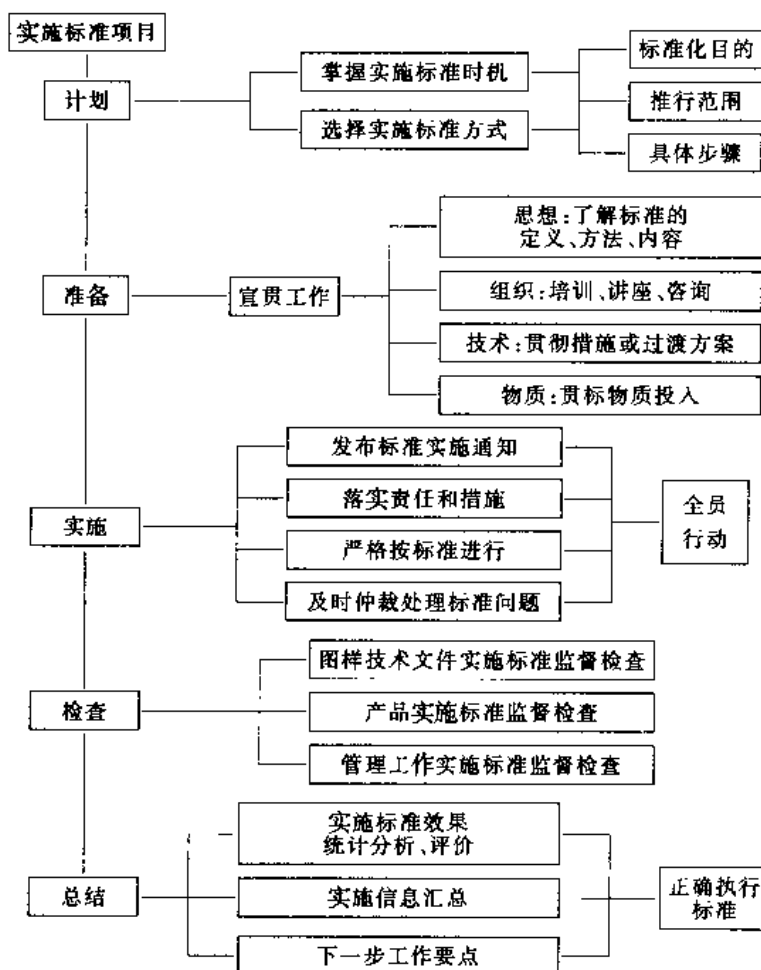 实施标准项目
计划
掌握实施标准时机
选择实施标准方式
标准化目的
推行范围
具体步骤
准备
宣贯工作
思想:了解标准的
定义、方法、内容
组织:培训、讲座、咨询
技术:贯彻措施或过渡方案
物质:贯标物质投入
实施
发布标准实施通知
落实责任和措施
严格按标准进行
及时仲裁处理标准问题
全员
行动
检查
图样技术文件实施标准监督检查
产品实施标准监督检查
管理工作实施标准监督检查
总结
实施标准效果
统计分析、评价
实施信息汇总
下一步工作要点
正确执行
标准